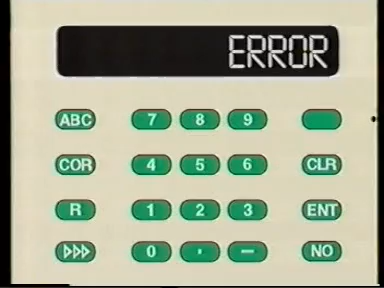 ERROR
ABC 7 8 9
COR 4 5 6 CLR
R 1 2 3 ENT
0 . - NO